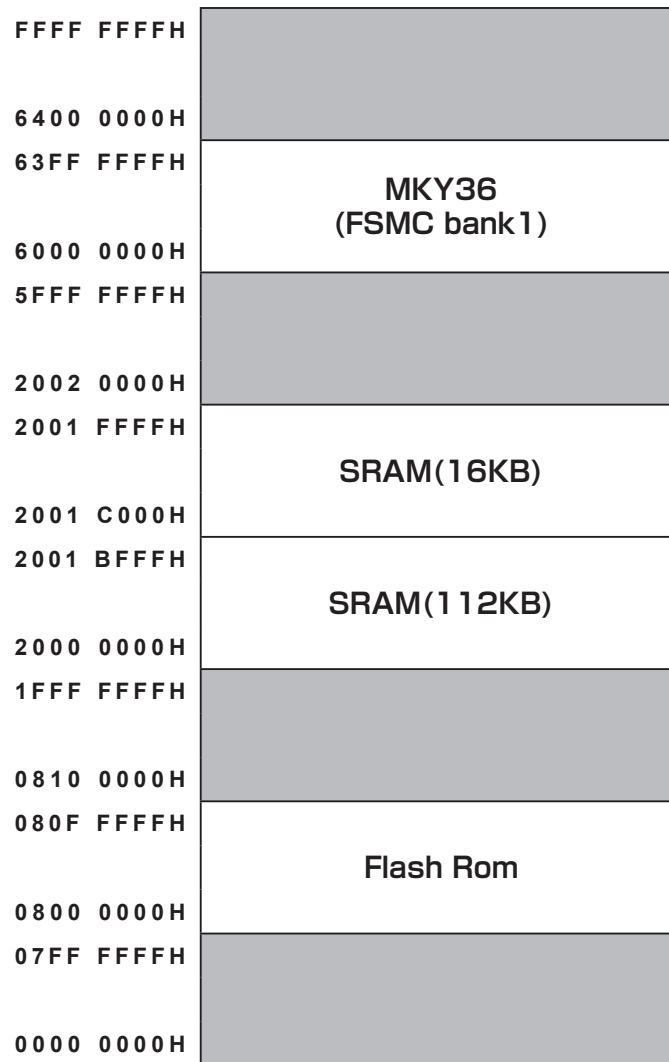 FFFF FFFFH
6400 0000H
63FF FFFFH
MKY36
(FSMC bank1)
6000 0000H
5FFF FFFFH
2002 0000H
2001 FFFFH
SRAM(16KB)
2001 C000H
2001 BFFFH
SRAM(112KB)
2000 0000H
1FFF FFFFH
0810 0000H
080F FFFFH
Flash Rom
0800 0000H
07FF FFFFH
0000 0000H